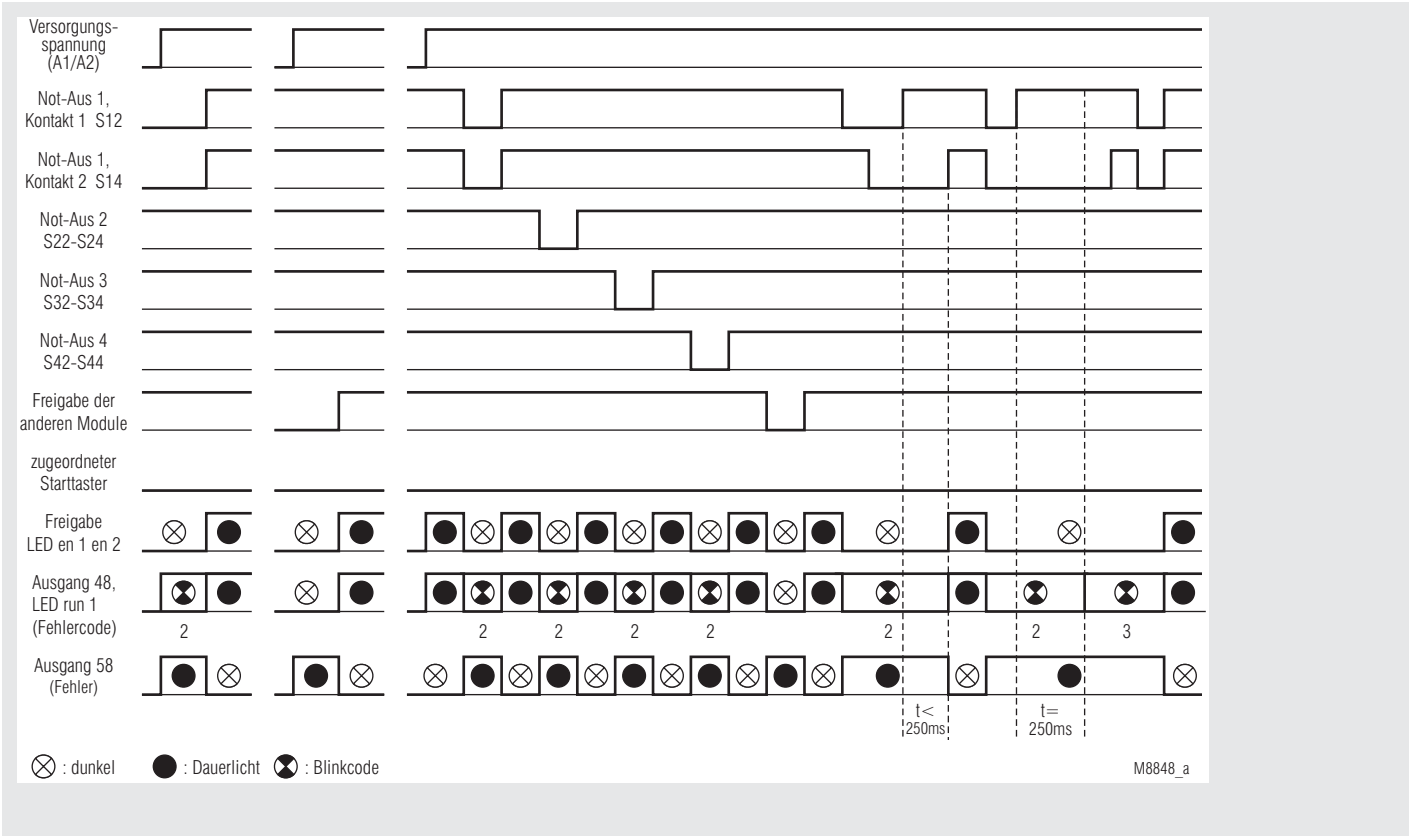 Versorgungs-
spannung
(A1/A2)
Not-Aus 1,
Kontakt 1 S12
Not-Aus 1,
Kontakt 2 S14
Not-Aus 2
S22-S24
Not-Aus 3
S32-S34
Not-Aus 4
S42-S44
Freigabe der
anderen Module
zugeordneter
Starttaster
Freigabe
LED en 1 en 2
Ausgang 48,
LED run 1
(Fehlercode)
2 2 2 2 2 2 2 3
Ausgang 58
(Fehler)
t< 
250ms
t=
250ms
: dunkel : Dauerlicht : Blinkcode
M8848_a